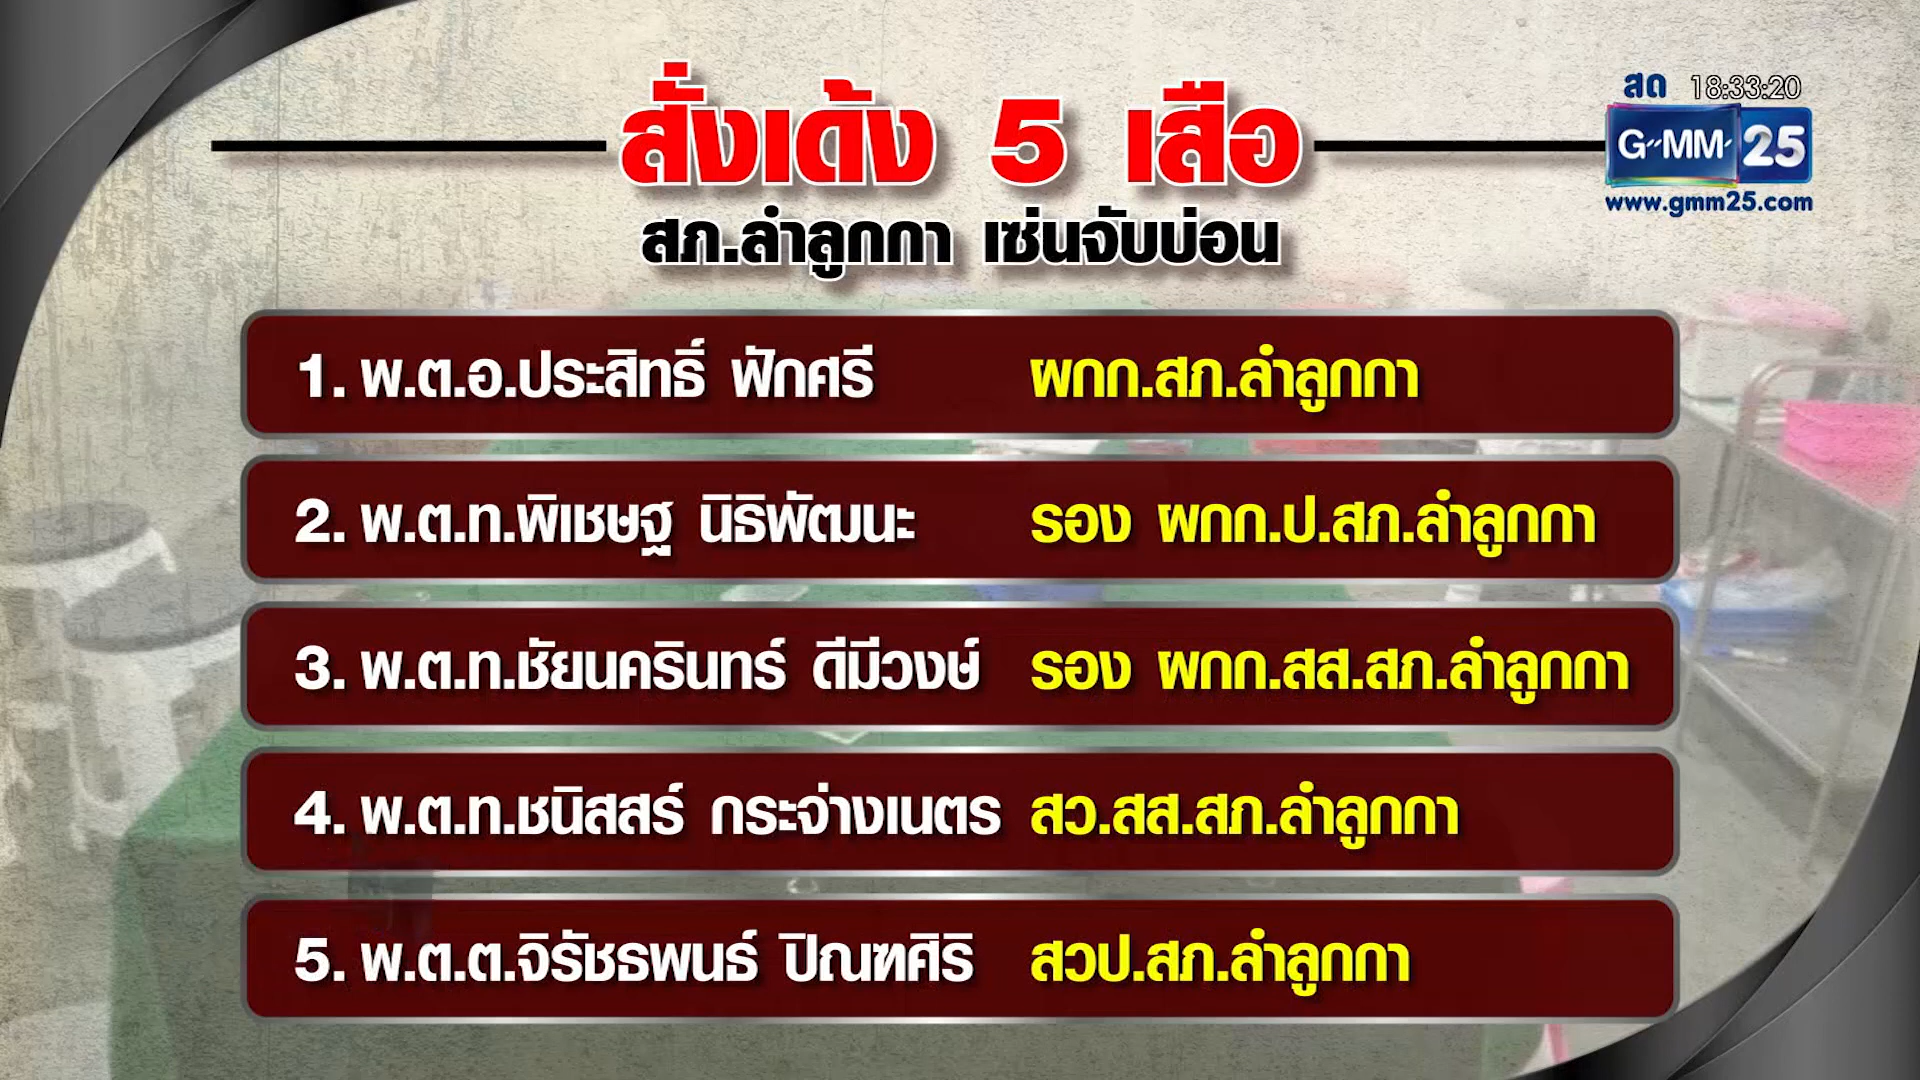 สด 18:33:20
GMM 25
www.gmm25.com
สั่งเด้ง 5 เสือ
สภ.ลำลูกกา เซ่นจับบ่อน
1. พ.ต.อ.ประสิทธิ์ ฟักศรี ผกก.สภ.ลำลูกกา
2. พ.ต.ท.พิเชษฐ นิธิพัฒนะ รอง ผกก.ป.สภ.ลำลูกกา
3. พ.ต.ท.ชัยนครินทร์ ดีมีวงษ์ รอง ผกก.สส.สภ.ลำลูกกา
4. พ.ต.ท.ชนิสสร์ กระจ่างเนตร สว.สส.สภ.ลำลูกกา
5. พ.ต.ต.จิรัชธพนธ์ ปิณฑศิริ สวป.สภ.ลำลูกกา